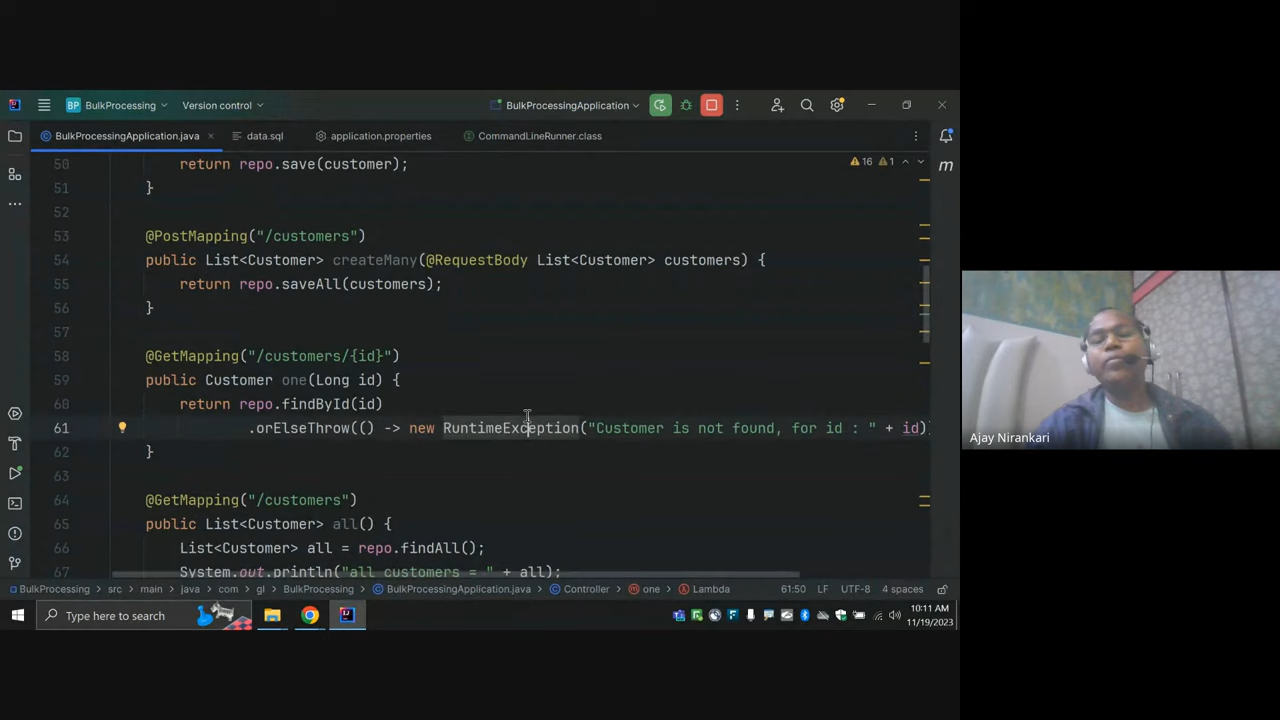 BP BulkProcessing Version control BulkProcessingApplication
BulkProcessingApplication.java data.sql application.properties CommandLineRunner.class
50 return repo.save(customer); 16 1
51 }
52
53 @PostMapping("/customers")
54 public List<Customer> createMany(@RequestBody List<Customer> customers) {
55 return repo.saveAll(customers);
56 }
57
58 @GetMapping("/customers/{id}")
59 public Customer one(Long id) {
60 return repo.findById(id)
61 .orElseThrow(() -> new RuntimeException("Customer is not found, for id : " + id)
62 }
63
64 @GetMapping("/customers")
65 public List<Customer> all() {
66 List<Customer> all = repo.findAll();
67 System.out.println("all customers = " + all);
BulkProcessing > src > main > java > com > gl > BulkProcessing > BulkProcessingApplication.java > Controller > one > Lambda 61:50 LF UTF-8 4 spaces
Type here to search
10:11 AM
11/19/2023
Ajay Nirankari